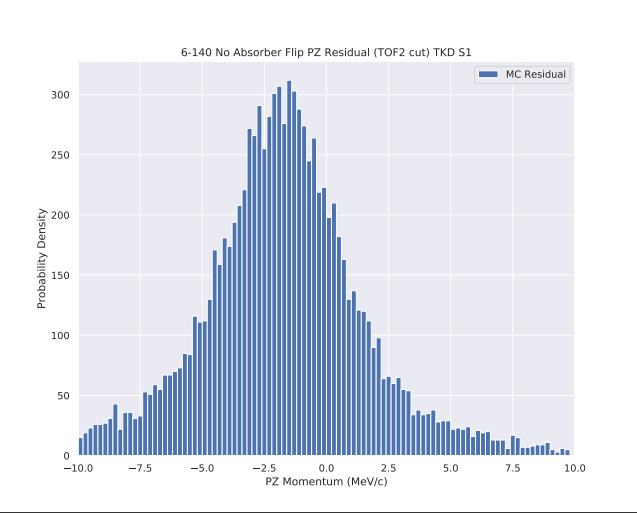 6-140 No Absorber Flip PZ Residual (TOF2 cut) TKD S1
MC Residual
300
250
200
150
100
50
0
Probability Density
−10.0 −7.5 −5.0 −2.5 0.0 2.5 5.0 7.5 10.0
PZ Momentum (MeV/c)